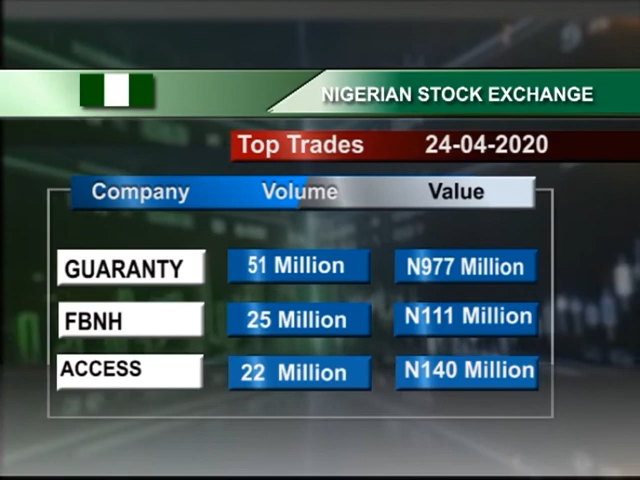 NIGERIAN STOCK EXCHANGE
Top Trades 24-04-2020
Company Volume Value
GUARANTY 51 Million N977 Million
FBNH 25 Million N111 Million
ACCESS 22 Million N140 Million